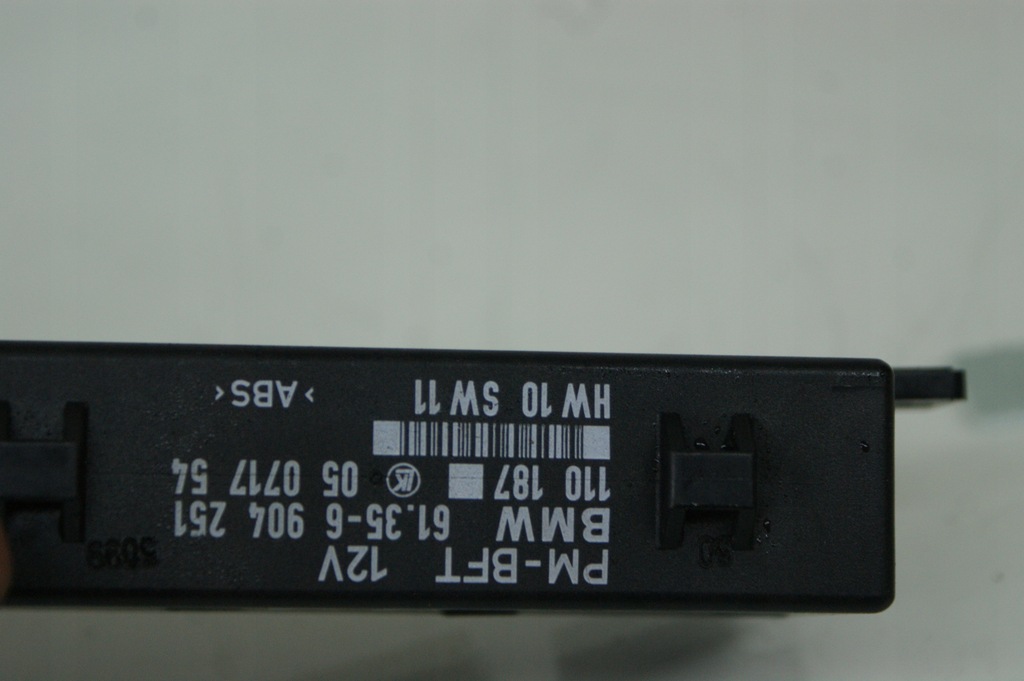 PM-BFT 12V
BMW 61.35-6 904 251
110 187 05 0717 54
HW 10 SW 11 >ABS<